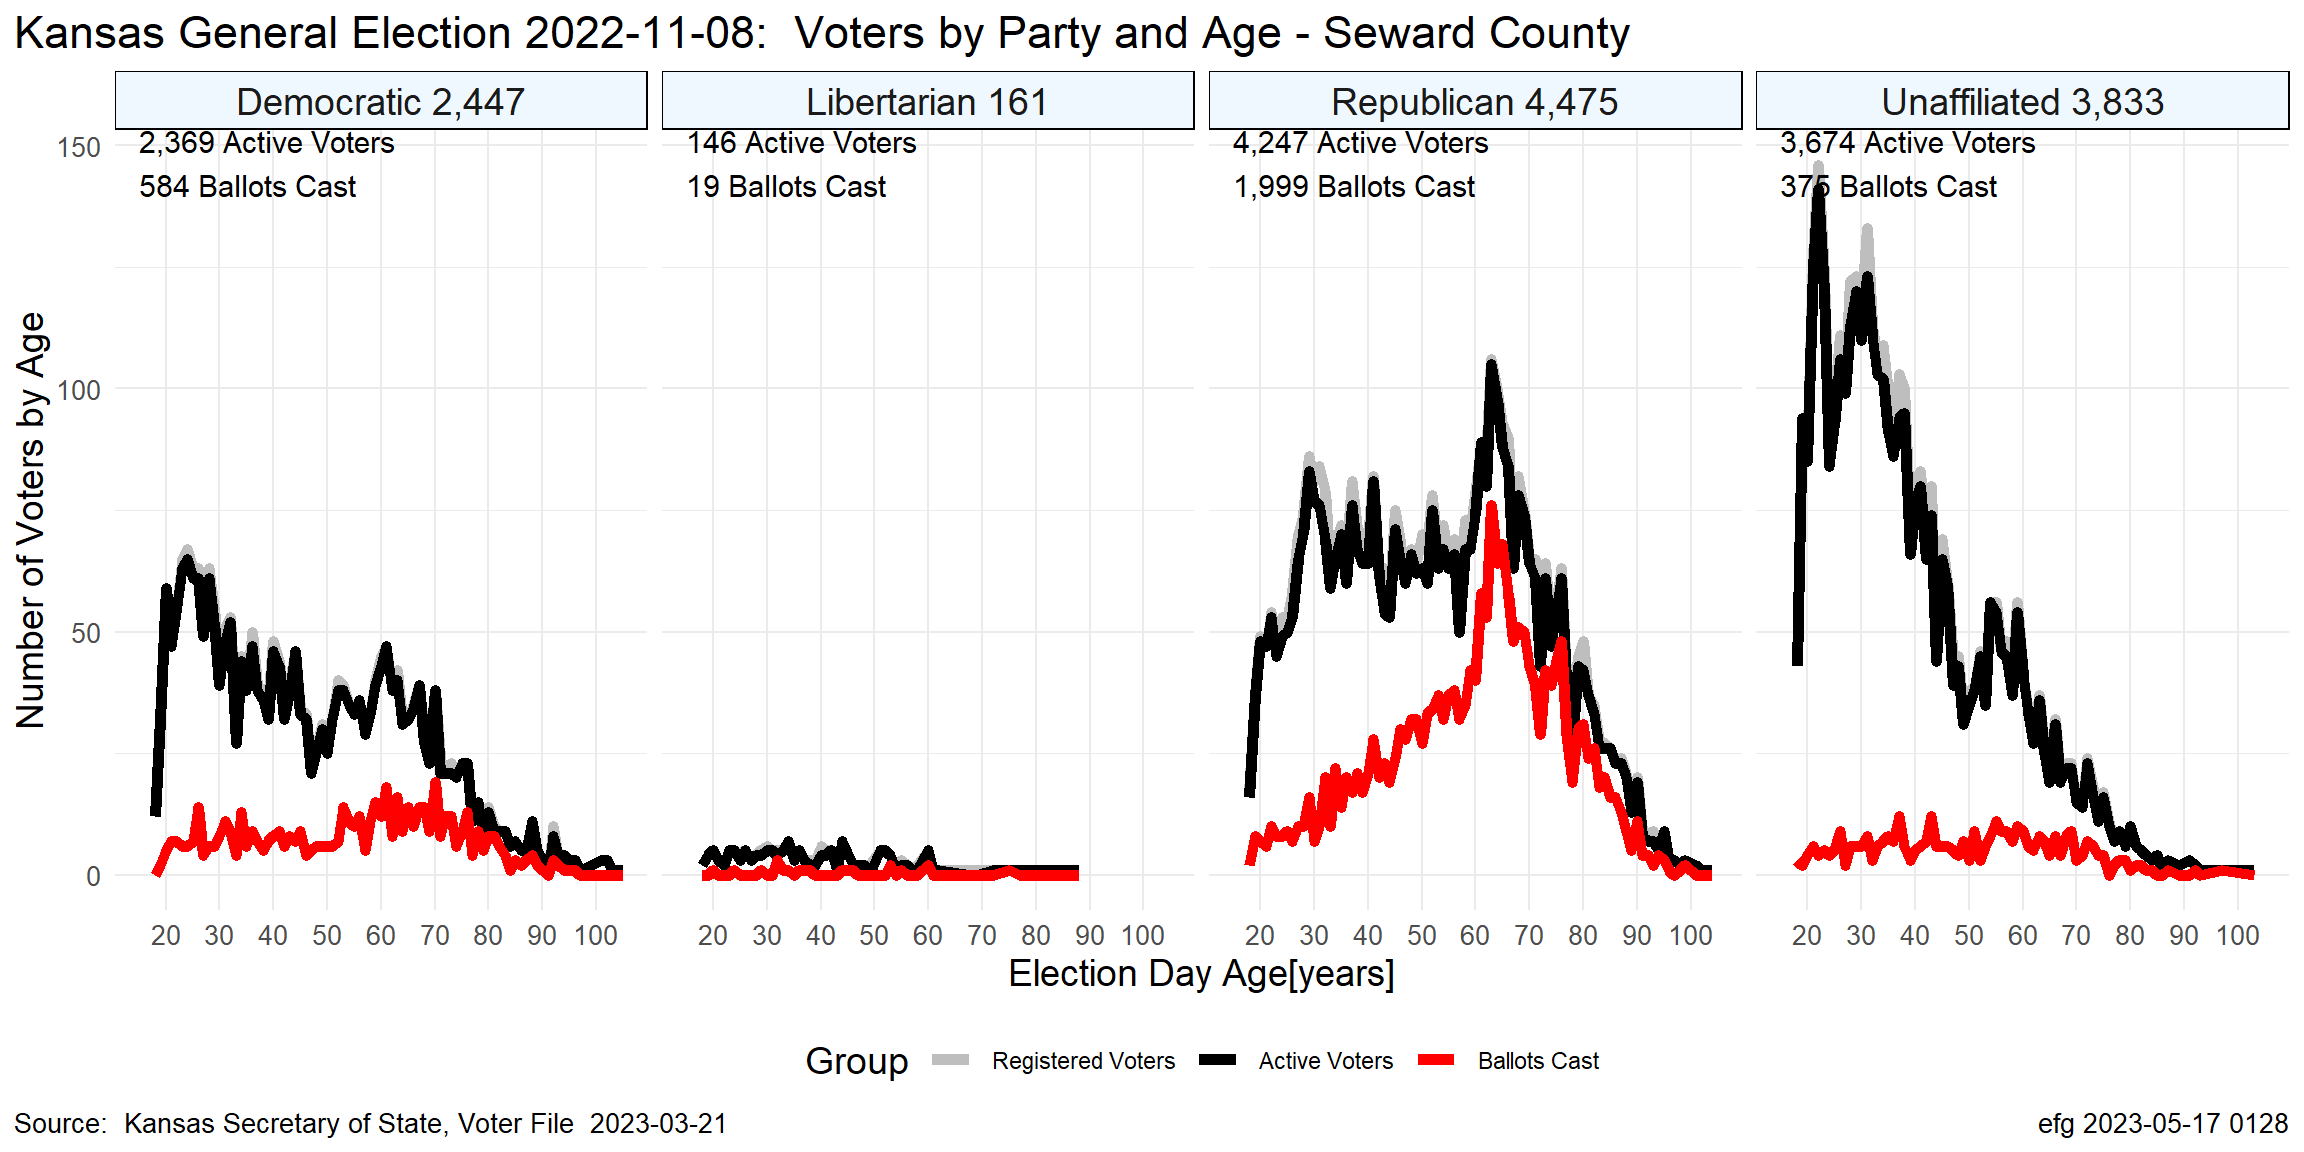 Kansas General Election 2022-11-08:  Voters by Party and Age - Seward County
Democratic 2,447
Libertarian 161
Republican 4,475
Unaffiliated 3,833
2,369 Active Voters
584 Ballots Cast
146 Active Voters
19 Ballots Cast
4,247 Active Voters
1,999 Ballots Cast
3,674 Active Voters
375 Ballots Cast
Number of Voters by Age
150
100
50
0
20 30 40 50 60 70 80 90 100
20 30 40 50 60 70 80 90 100
20 30 40 50 60 70 80 90 100
20 30 40 50 60 70 80 90 100
Election Day Age[years]
Group Registered Voters Active Voters Ballots Cast
Source:  Kansas Secretary of State, Voter File  2023-03-21
efg 2023-05-17 0128